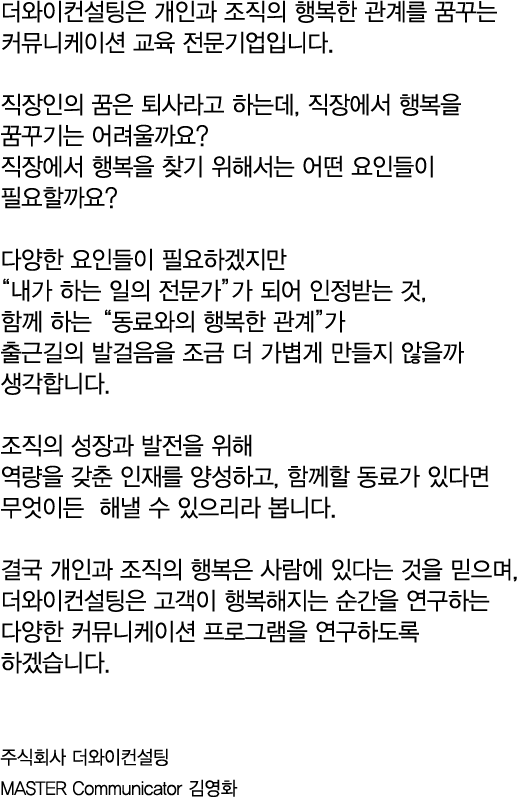 더와이컨설팅은 개인과 조직의 행복한 관계를 꿈꾸는
커뮤니케이션 교육 전문기업입니다.
직장인의 꿈은 퇴사라고 하는데, 직장에서 행복을
꿈꾸기는 어려울까요?
직장에서 행복을 찾기 위해서는 어떤 요인들이
필요할까요?
다양한 요인들이 필요하겠지만
“내가 하는 일의 전문가”가 되어 인정받는 것,
함께 하는 “동료와의 행복한 관계”가
출근길의 발걸음을 조금 더 가볍게 만들지 않을까
생각합니다.
조직의 성장과 발전을 위해
역량을 갖춘 인재를 양성하고, 함께할 동료가 있다면
무엇이든 해낼 수 있으리라 봅니다.
결국 개인과 조직의 행복은 사람에 있다는 것을 믿으며,
더와이컨설팅은 고객이 행복해지는 순간을 연구하는
다양한 커뮤니케이션 프로그램을 연구하도록
하겠습니다.
주식회사 더와이컨설팅
MASTER Communicator 김영화